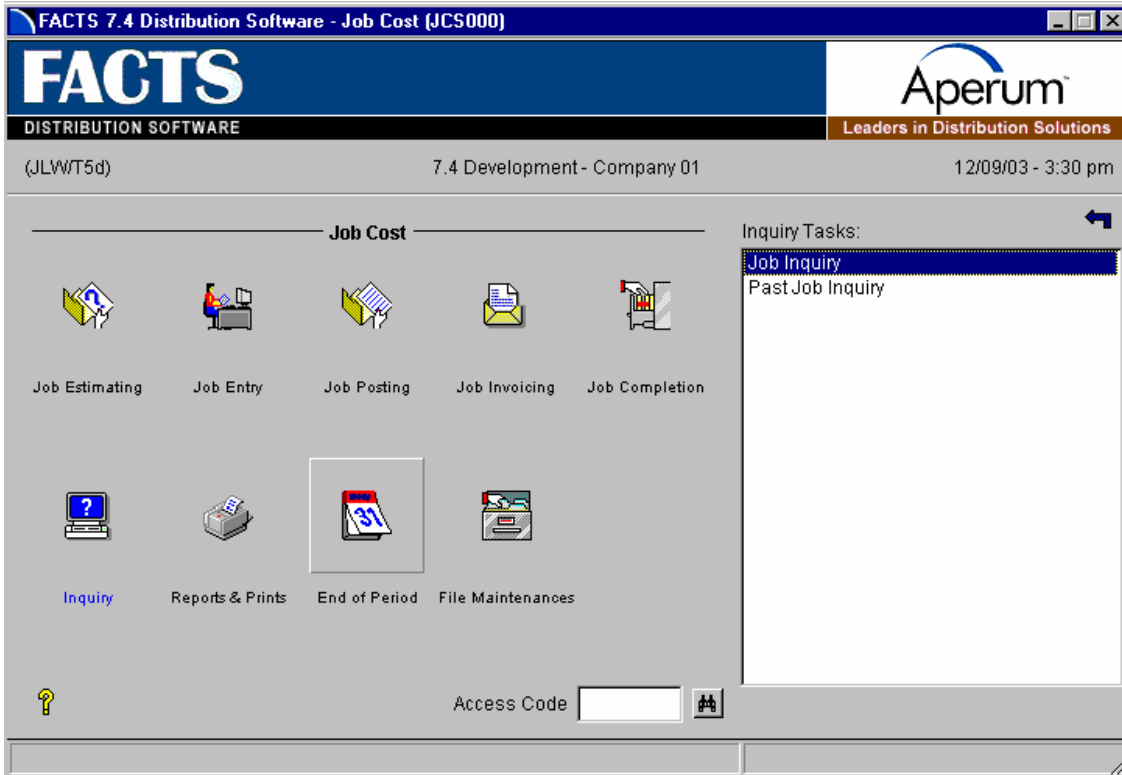 FACTS 7.4 Distribution Software - Job Cost (JCS000)
FACTS
DISTRIBUTION SOFTWARE
Aperum™
Leaders in Distribution Solutions
(JLW/T5d) 7.4 Development - Company 01 12/09/03 - 3:30 pm
Job Cost
Job Estimating Job Entry Job Posting Job Invoicing Job Completion
?
31
Inquiry Reports & Prints End of Period File Maintenances
Access Code
Inquiry Tasks:
Job Inquiry
Past Job Inquiry